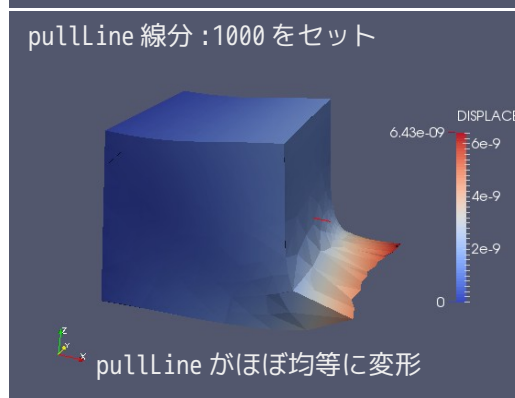 pullLine 線分 :1000 をセット
DISPLACE
6.43e-09
6e-9
4e-9
2e-9
0
Z
Y
X
pullLine がほぼ均等に変形